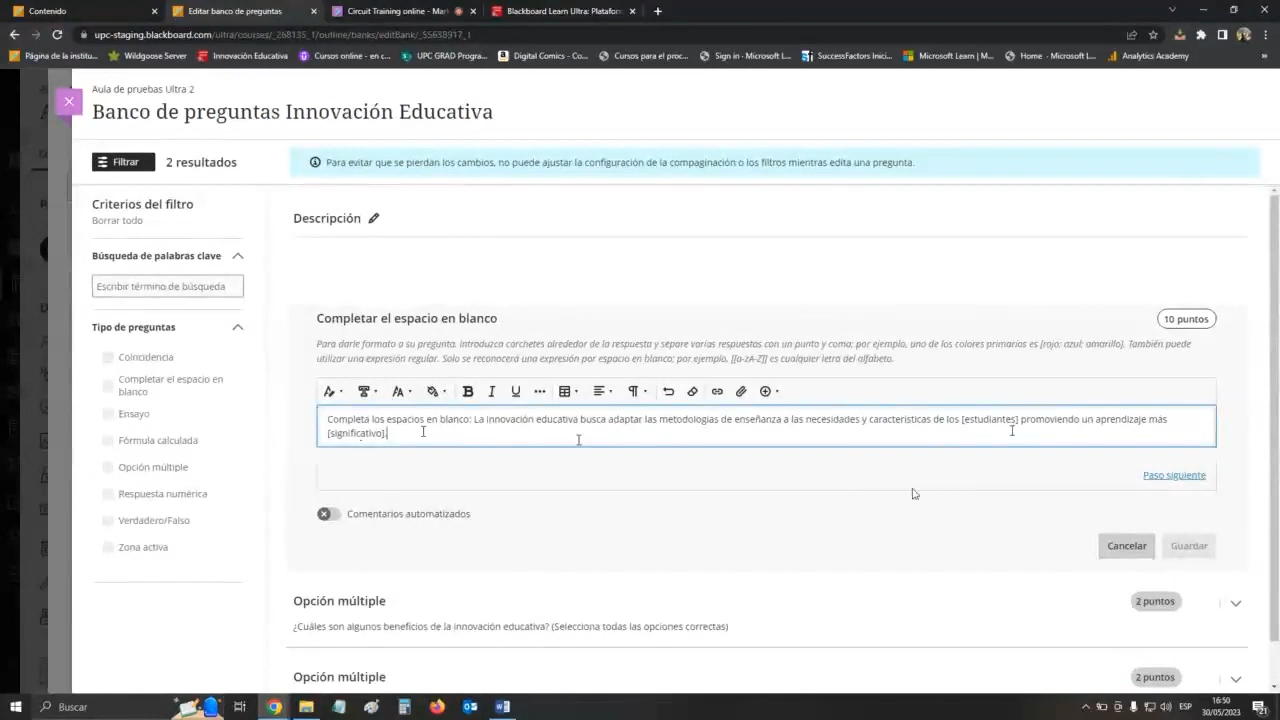 Contenido
Editar banco de preguntas
Circuit Training online - Mark
Blackboard Learn Ultra: Platafor
upc-staging.blackboard.com/ultra/courses/_268135_1/outline/banks/editBank/_55638917_1
Página de la institu...
Wildgoose Server
Innovación Educativa
Cursos online - en c...
UPC GRAD Progra...
Digital Comics - Co...
Cursos para el proc...
Sign in - Microsoft L...
SuccessFactors Inici...
Microsoft Learn | M...
Home - Microsoft L...
Analytics Academy
Aula de pruebas Ultra 2
Banco de preguntas Innovación Educativa
Filtrar
2 resultados
Para evitar que se pierdan los cambios, no puede ajustar la configuración de la compaginación o los filtros mientras edita una pregunta.
Criterios del filtro
Borrar todo
Búsqueda de palabras clave
Escribir término de búsqueda
Tipo de preguntas
Coincidencia
Completar el espacio en
blanco
Ensayo
Fórmula calculada
Opción múltiple
Respuesta numérica
Verdadero/Falso
Zona activa
Descripción
Completar el espacio en blanco
10 puntos
Para darle formato a su pregunta, introduzca corchetes alrededor de la respuesta y separe varias respuestas con un punto y coma; por ejemplo, uno de los colores primarios es [rojo; azul; amarillo]. También puede
utilizar una expresión regular. Solo se reconocerá una expresión por espacio en blanco; por ejemplo, [[a-zA-Z]] es cualquier letra del alfabeto.
Completa los espacios en blanco: La innovación educativa busca adaptar las metodologías de enseñanza a las necesidades y características de los [estudiantes] promoviendo un aprendizaje más
[significativo].
Paso siguiente
Comentarios automatizados
Cancelar
Guardar
Opción múltiple
2 puntos
¿Cuáles son algunos beneficios de la innovación educativa? (Selecciona todas las opciones correctas)
Opción múltiple
2 puntos
Buscar
ESP
16:50
30/05/2023
21